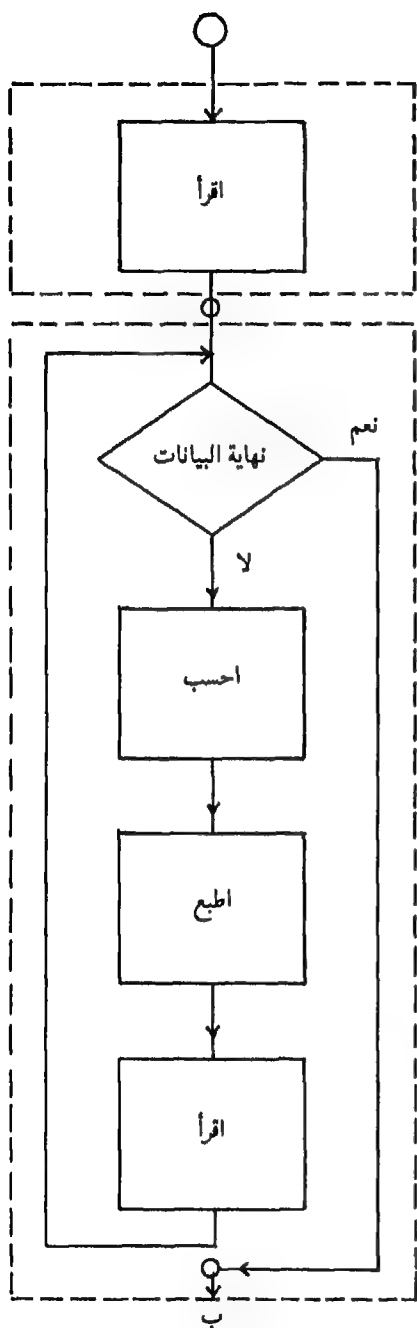 اقرأ
نعم
نهاية البيانات
لا
احسب
اطبع
اقرأ
ب